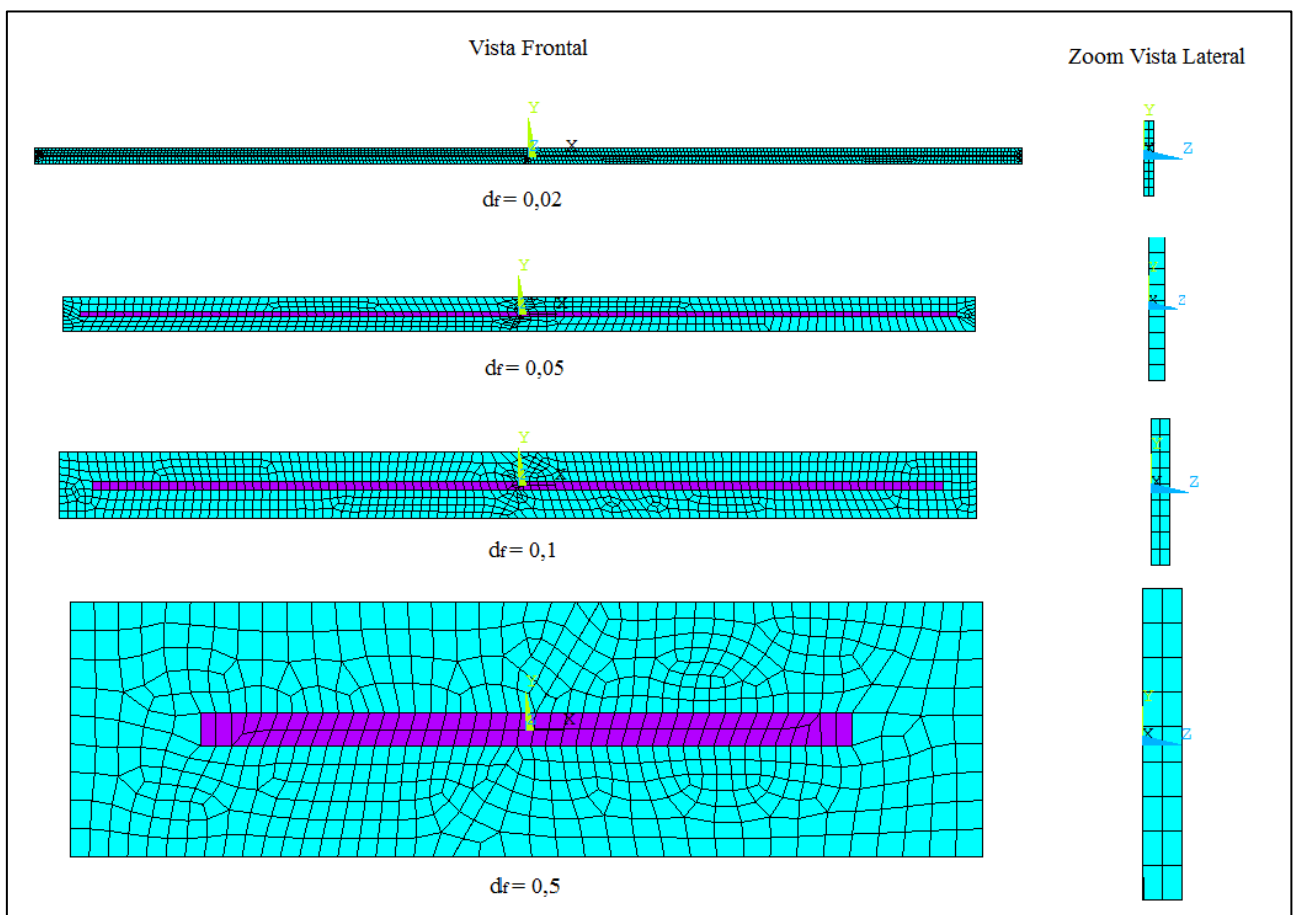 Vista Frontal
Zoom Vista Lateral
Y
Z
X
Y
X
Z
df = 0,02
Y
X
Y
X
Z
df = 0,05
Y
X
Y
X
Z
df = 0,1
Y
X
Y
X
Z
df = 0,5